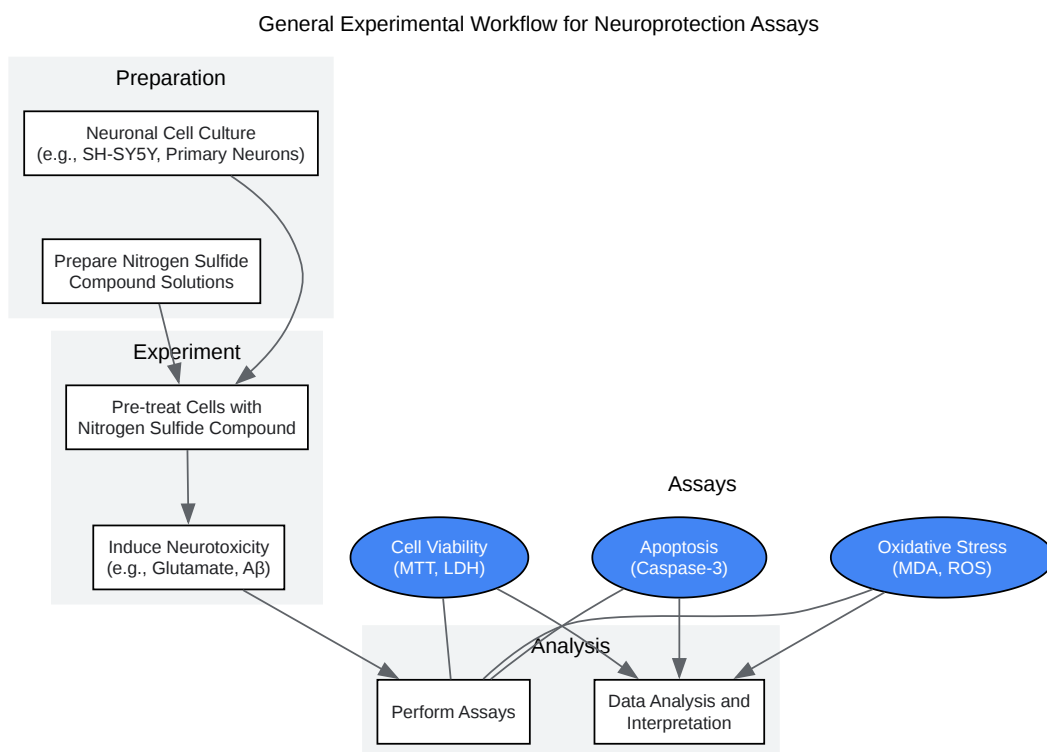 General Experimental Workflow for Neuroprotection Assays
Preparation
Neuronal Cell Culture
(e.g., SH-SY5Y, Primary Neurons)
Prepare Nitrogen Sulfide
Compound Solutions
Experiment
Pre-treat Cells with
Nitrogen Sulfide Compound
Induce Neurotoxicity
(e.g., Glutamate, Aβ)
Assays
Cell Viability
(MTT, LDH)
Apoptosis
(Caspase-3)
Oxidative Stress
(MDA, ROS)
Analysis
Perform Assays
Data Analysis and
Interpretation